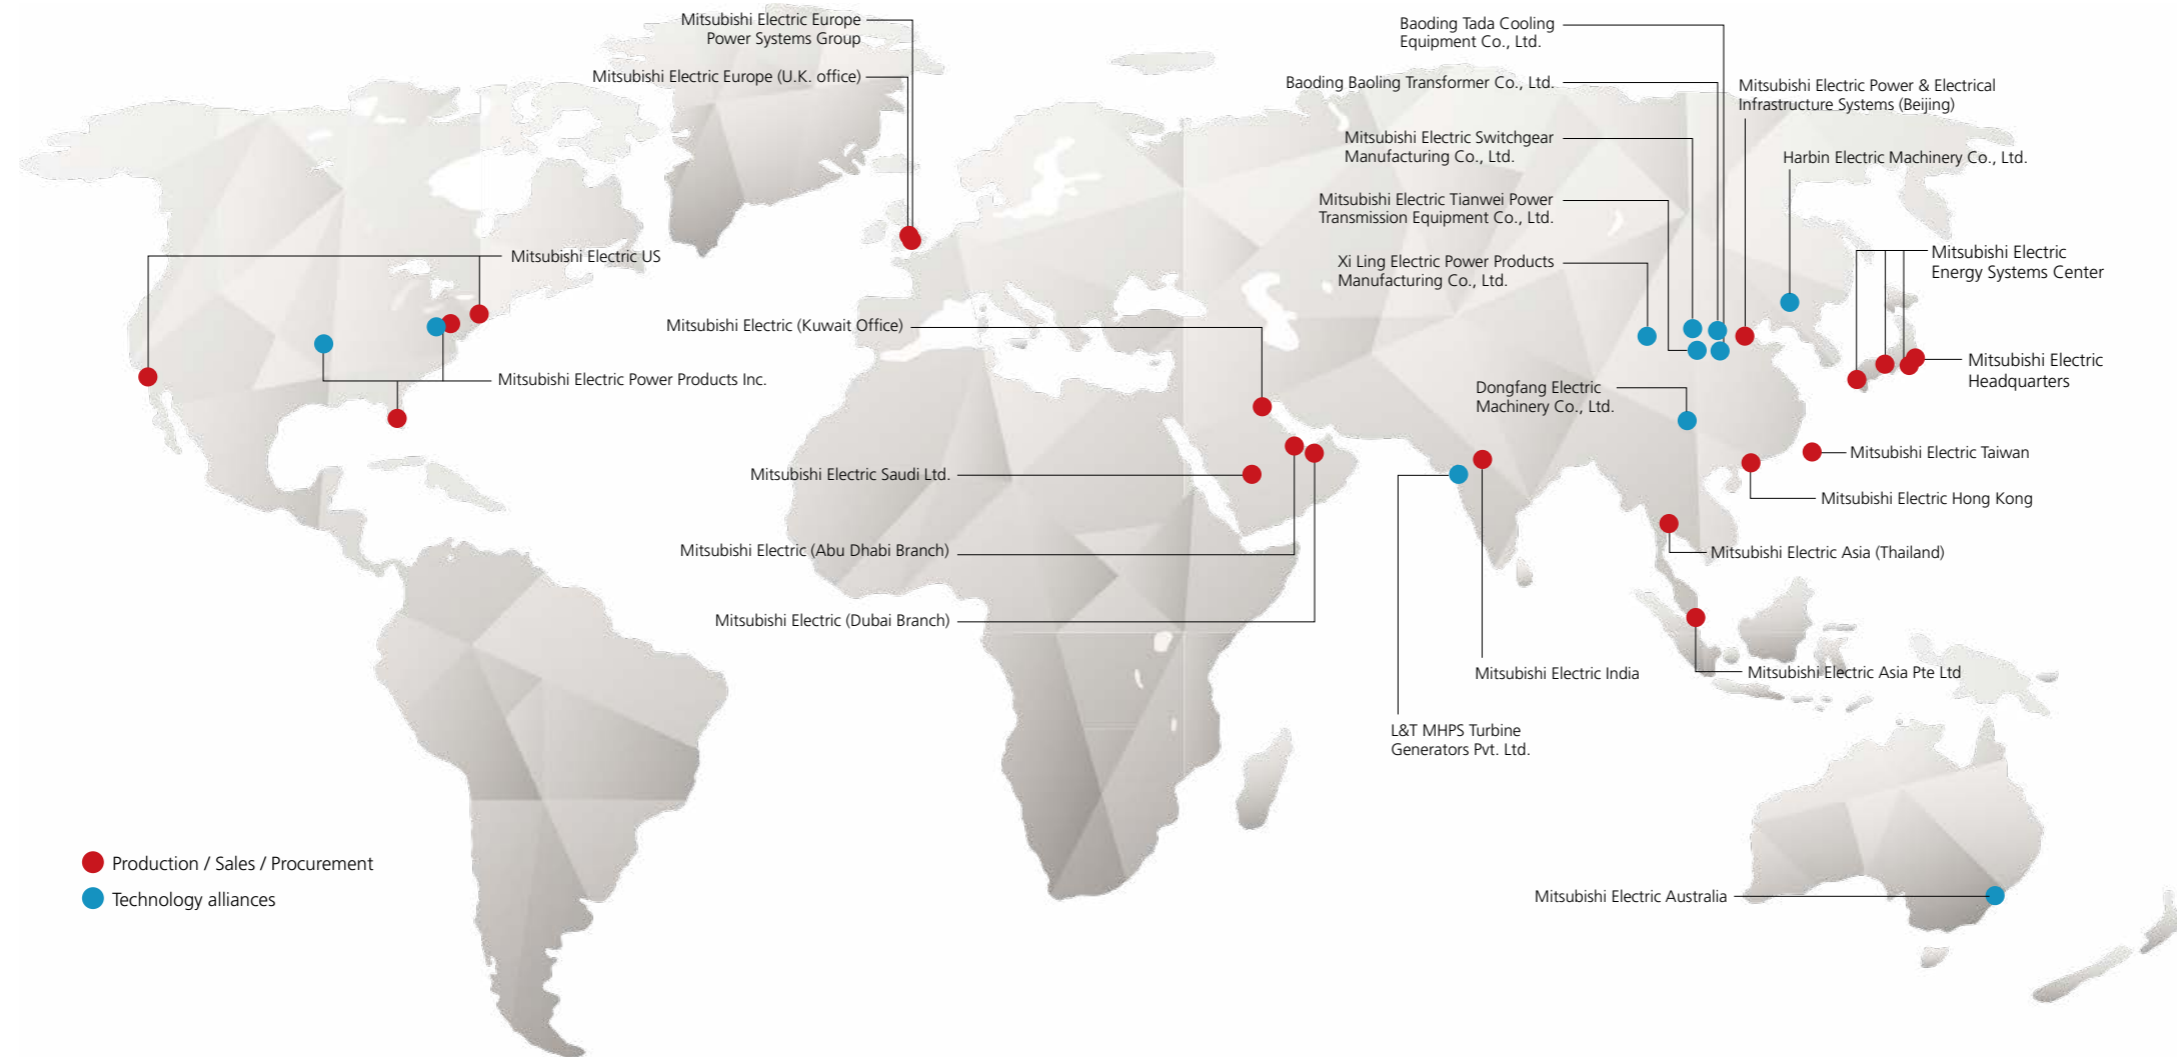 Mitsubishi Electric Europe
Power Systems Group
Mitsubishi Electric Europe (U.K. office)
Baoding Tada Cooling
Equipment Co., Ltd.
Baoding Baoling Transformer Co., Ltd.
Mitsubishi Electric Power & Electrical
Infrastructure Systems (Beijing)
Mitsubishi Electric Switchgear
Manufacturing Co., Ltd.
Harbin Electric Machinery Co., Ltd.
Mitsubishi Electric Tianwei Power
Transmission Equipment Co., Ltd.
Mitsubishi Electric US
Xi Ling Electric Power Products
Manufacturing Co., Ltd.
Mitsubishi Electric
Energy Systems Center
Mitsubishi Electric (Kuwait Office)
Mitsubishi Electric Power Products Inc.
Mitsubishi Electric
Headquarters
Dongfang Electric
Machinery Co., Ltd.
Mitsubishi Electric Saudi Ltd.
Mitsubishi Electric Taiwan
Mitsubishi Electric Hong Kong
Mitsubishi Electric (Abu Dhabi Branch)
Mitsubishi Electric Asia (Thailand)
Mitsubishi Electric (Dubai Branch)
Mitsubishi Electric India
Mitsubishi Electric Asia Pte Ltd
L&T MHPS Turbine
Generators Pvt. Ltd.
Production / Sales / Procurement
Technology alliances
Mitsubishi Electric Australia